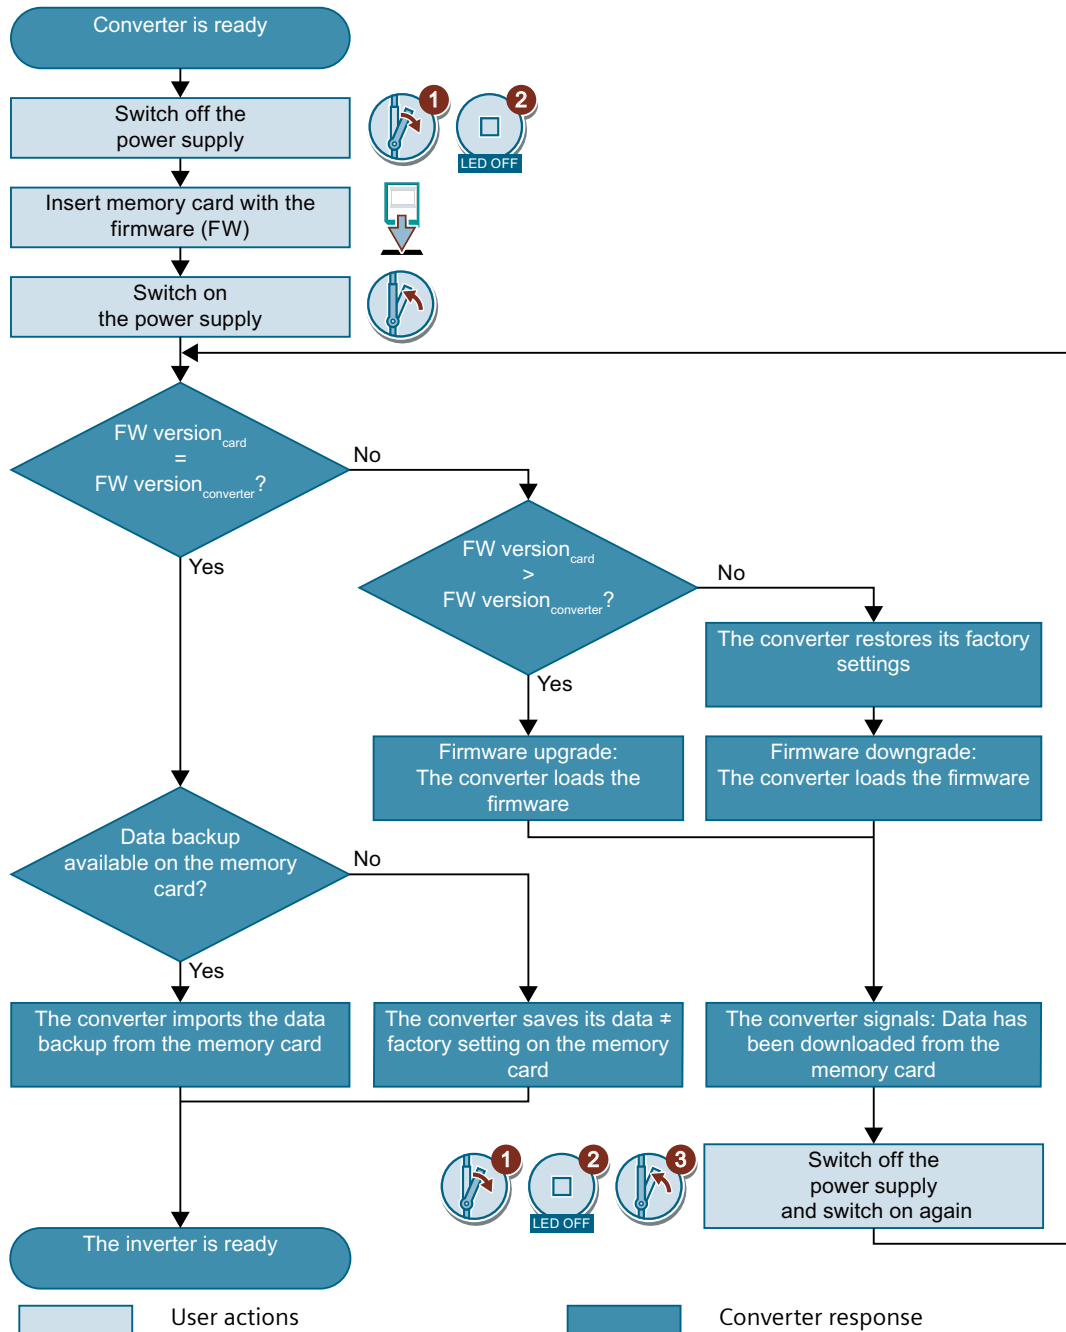 Converter is ready
Switch off the
power supply
1
2
LED OFF
Insert memory card with the
firmware (FW)
Switch on
the power supply
FW version card
=
FW version converter?
No
Yes
FW version card
>
FW version converter?
No
Yes
The converter restores its factory
settings
Firmware upgrade:
The converter loads the
firmware
Firmware downgrade:
The converter loads the firmware
Data backup
available on the memory
card?
No
Yes
The converter imports the data
backup from the memory card
The converter saves its data ≠
factory setting on the memory
card
The converter signals: Data has
been downloaded from the
memory card
1
2
3
LED OFF
Switch off the
power supply
and switch on again
The inverter is ready
User actions
Converter response